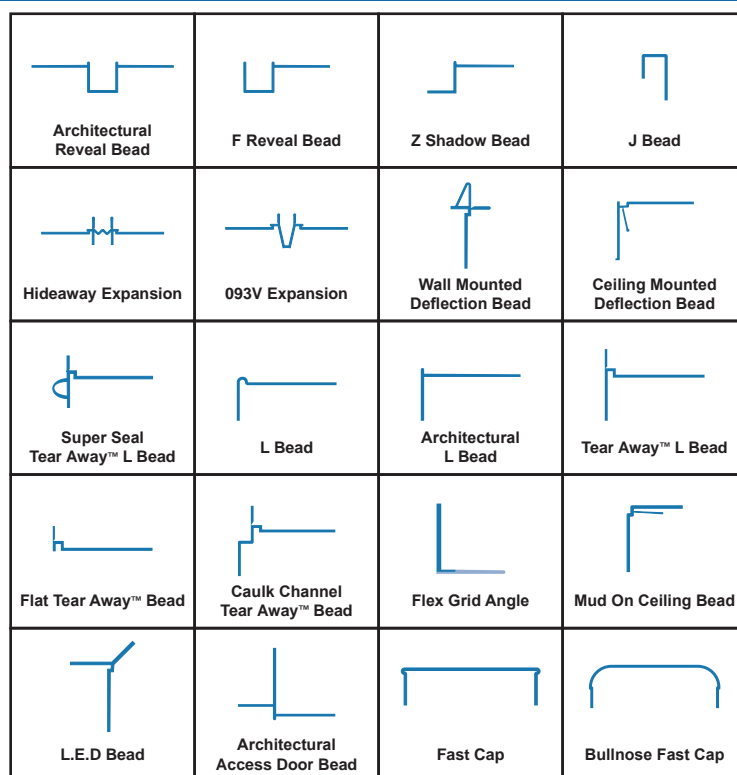 Architectural
Reveal Bead
F Reveal Bead
Z Shadow Bead
J Bead
Hideaway Expansion
093V Expansion
Wall Mounted
Deflection Bead
Ceiling Mounted
Deflection Bead
Super Seal
Tear Away™ L Bead
L Bead
Architectural
L Bead
Tear Away™ L Bead
Flat Tear Away™ Bead
Caulk Channel
Tear Away™ Bead
Flex Grid Angle
Mud On Ceiling Bead
L.E.D Bead
Architectural
Access Door Bead
Fast Cap
Bullnose Fast Cap